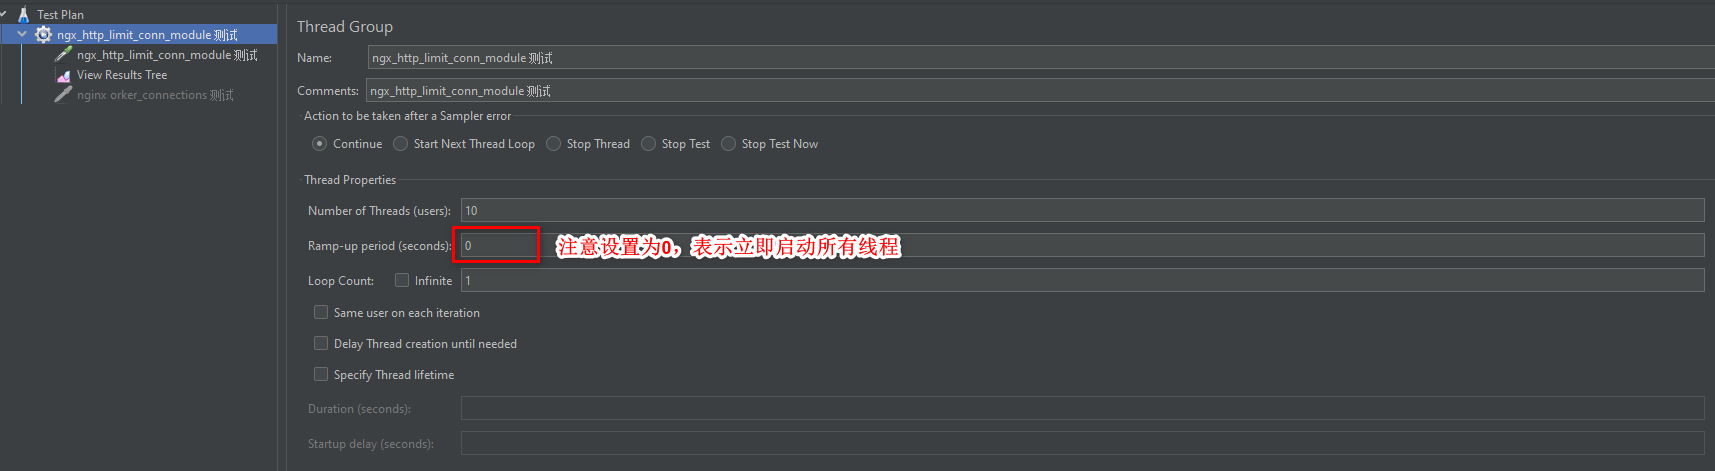 Test Plan
ngx_http_limit_conn_module 测试
ngx_http_limit_conn_module 测试
View Results Tree
nginx orker_connections 测试
Thread Group
Name: ngx_http_limit_conn_module 测试
Comments: ngx_http_limit_conn_module 测试
Action to be taken after a Sampler error
Continue Start Next Thread Loop Stop Thread Stop Test Stop Test Now
Thread Properties
Number of Threads (users): 10
Ramp-up period (seconds): 0 注意设置为0，表示立即启动所有线程
Loop Count: Infinite 1
Same user on each iteration
Delay Thread creation until needed
Specify Thread lifetime
Duration (seconds):
Startup delay (seconds):